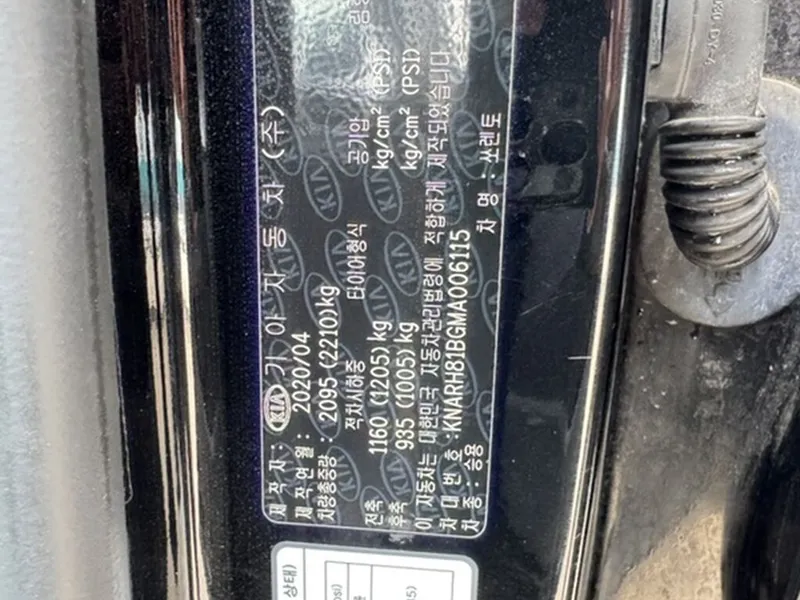 제 작 자 : KIA 기 아 자 동 차 (주)
제 작 연 월 : 2020/04
차량총중량 : 2095 (2210)kg
적차시하중 타이어형식 공기압
전축 1160 (1205)kg kg/cm² (PSI)
후축 935 (1005)kg kg/cm² (PSI)
이 자동차는 대한민국 자동차관리법령에 적합하게 제작되었습니다
차 대 번 호 : KNARH81BGMA006115
차 종 : 승용 차 명 : 쏘렌토
상태)